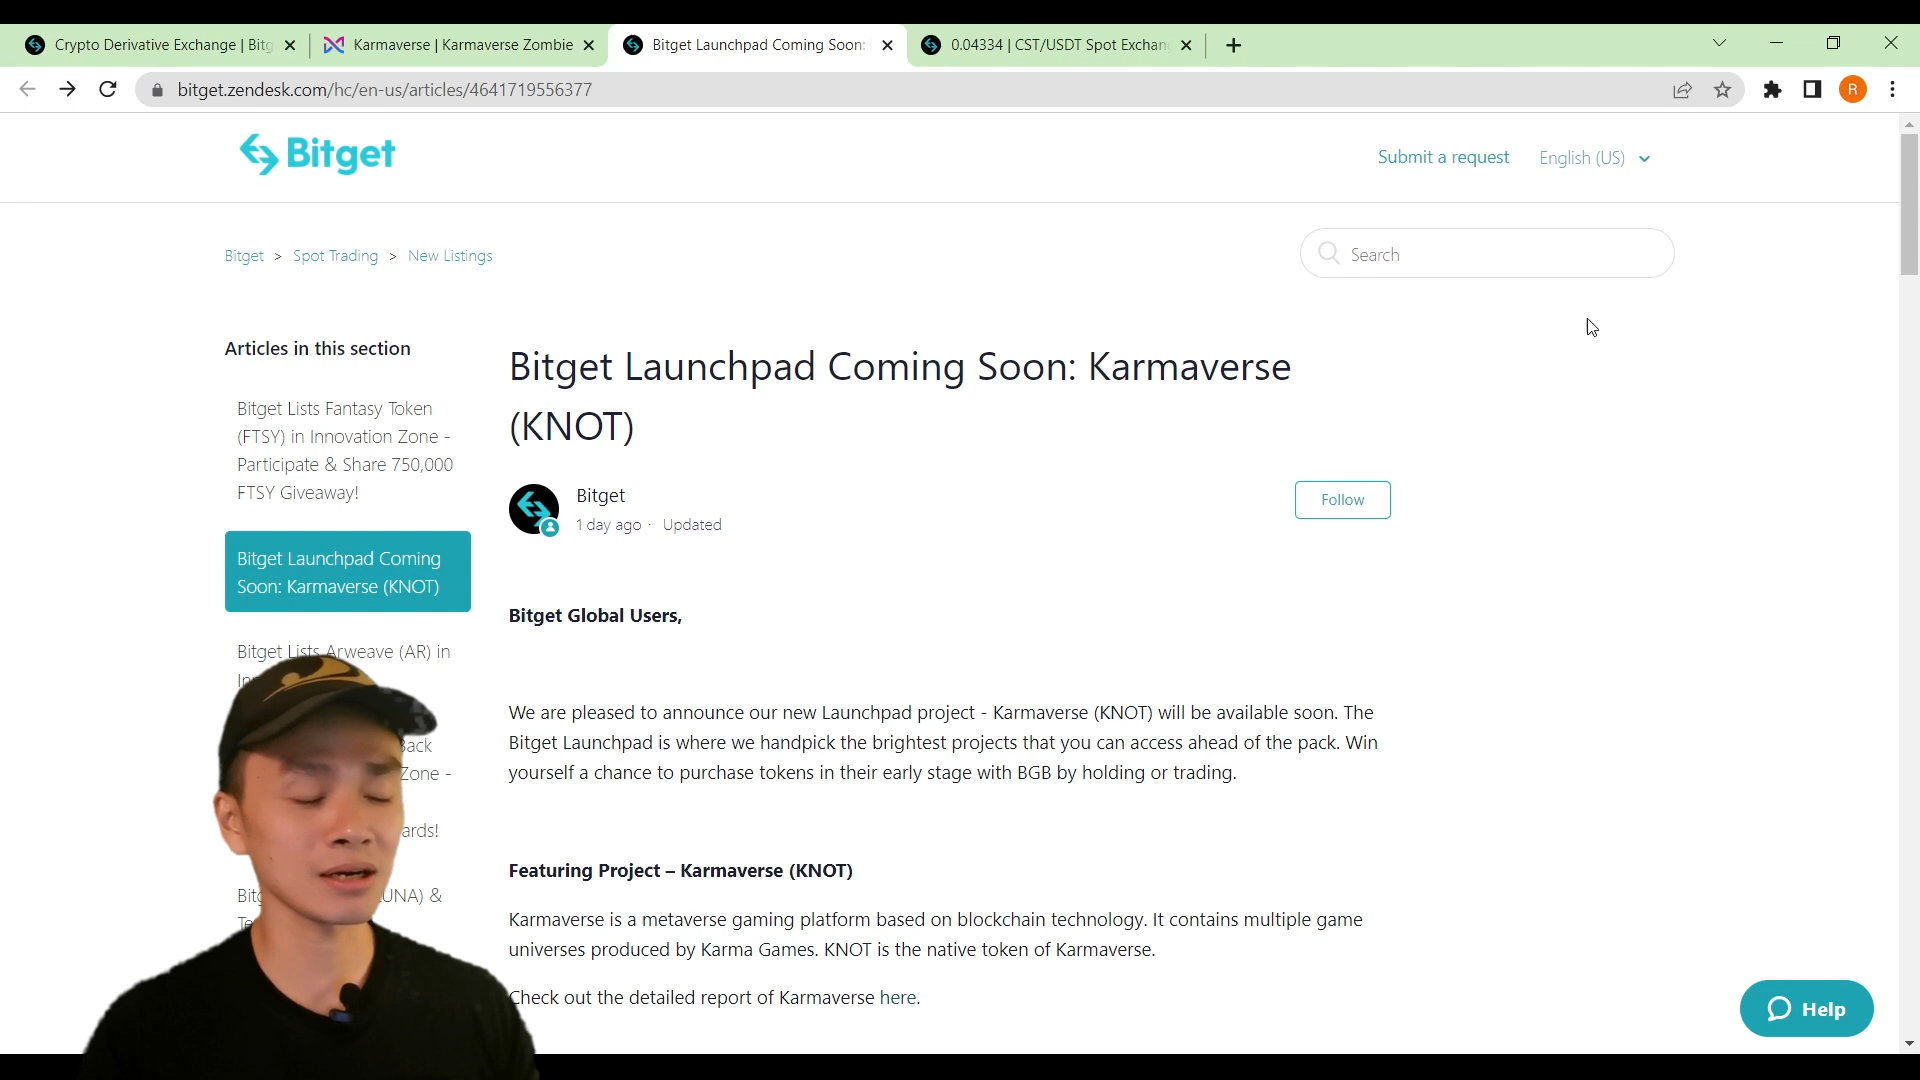 Crypto Derivative Exchange | Bitg
Karmaverse | Karmaverse Zombie
Bitget Launchpad Coming Soon:
0.04334 | CST/USDT Spot Exchan
bitget.zendesk.com/hc/en-us/articles/4641719556377
R
Bitget
Submit a request
English (US)
Bitget > Spot Trading > New Listings
Search
Articles in this section
Bitget Lists Fantasy Token
(FTSY) in Innovation Zone -
Participate & Share 750,000
FTSY Giveaway!
Bitget Launchpad Coming
Soon: Karmaverse (KNOT)
Bitget Lists Arweave (AR) in
Zone -
Bitget Launchpad Coming Soon: Karmaverse
(KNOT)
Bitget
1 day ago · Updated
Follow
Bitget Global Users,
We are pleased to announce our new Launchpad project - Karmaverse (KNOT) will be available soon. The
Bitget Launchpad is where we handpick the brightest projects that you can access ahead of the pack. Win
yourself a chance to purchase tokens in their early stage with BGB by holding or trading.
Featuring Project – Karmaverse (KNOT)
Karmaverse is a metaverse gaming platform based on blockchain technology. It contains multiple game
universes produced by Karma Games. KNOT is the native token of Karmaverse.
Check out the detailed report of Karmaverse here.
Help